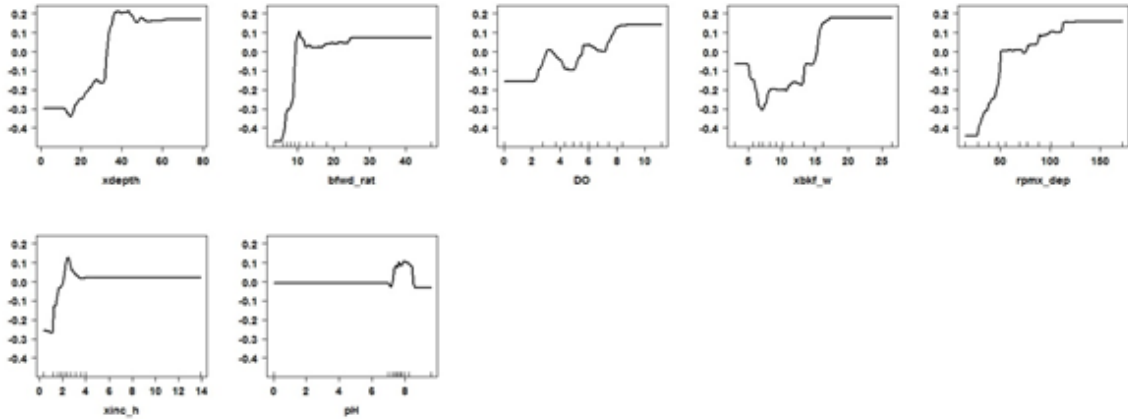 0.2 0.2 0.2 0.2 0.2
0.1 0.1 0.1 0.1 0.1
0.0 0.0 0.0 0.0 0.0
-0.1 -0.1 -0.1 -0.1 -0.1
-0.2 -0.2 -0.2 -0.2 -0.2
-0.3 -0.3 -0.3 -0.3 -0.3
-0.4 -0.4 -0.4 -0.4 -0.4
0 20 40 60 80 10 20 30 40 0 2 4 6 8 10 5 10 15 20 25 50 100 150
xdepth bfwd_rat DO xbkf_w rpmx_dep
0.2 0.2
0.1 0.1
0.0 0.0
-0.1 -0.1
-0.2 -0.2
-0.3 -0.3
-0.4 -0.4
0 2 4 6 8 10 12 14 0 2 4 6 8
xinc_h pH